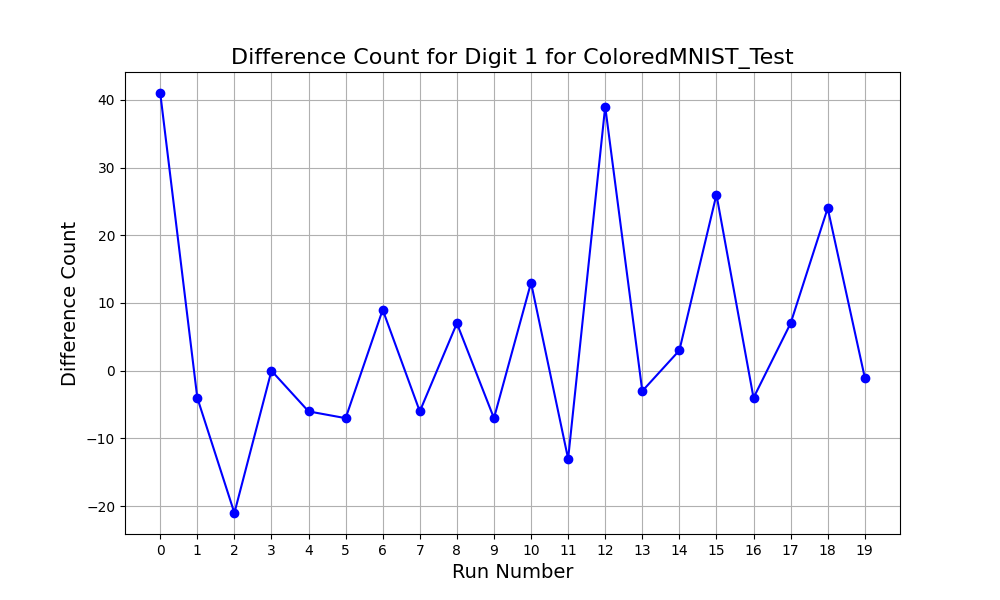 Difference Count for Digit 1 for ColoredMNIST_Test
Difference Count
40
30
20
10
0
−10
−20
0 1 2 3 4 5 6 7 8 9 10 11 12 13 14 15 16 17 18 19
Run Number